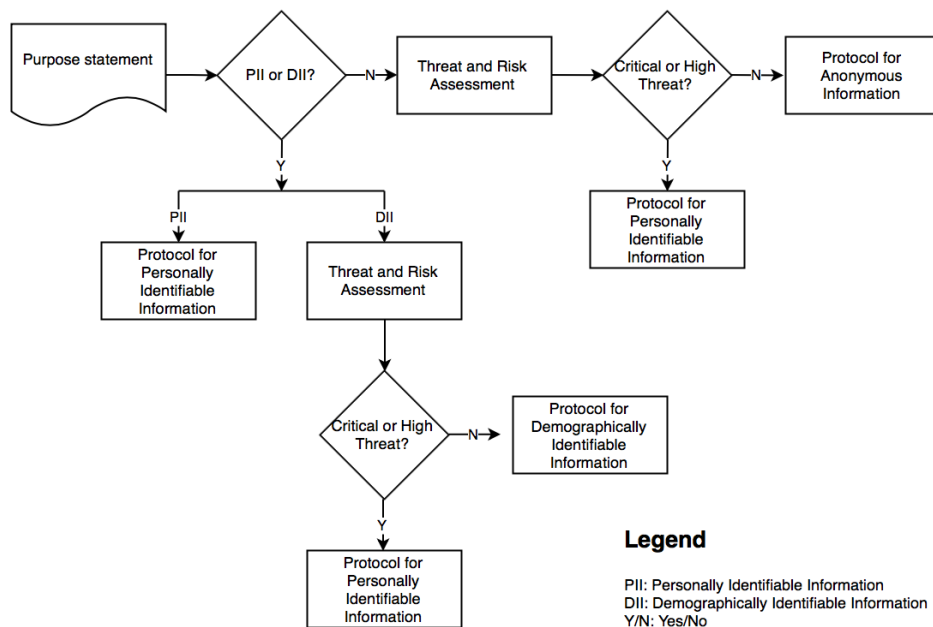 Purpose statement
PII or DII?
N
Threat and Risk
Assessment
Critical or High
Threat?
N
Protocol for
Anonymous
Information
Y
Y
PII
DII
Protocol for
Personally
Identifiable
Information
Protocol for
Personally
Identifiable
Information
Threat and Risk
Assessment
Critical or High
Threat?
N
Protocol for
Demographically
Identifiable
Information
Y
Protocol for
Personally
Identifiable
Information
Legend
PII: Personally Identifiable Information
DII: Demographically Identifiable Information
Y/N: Yes/No